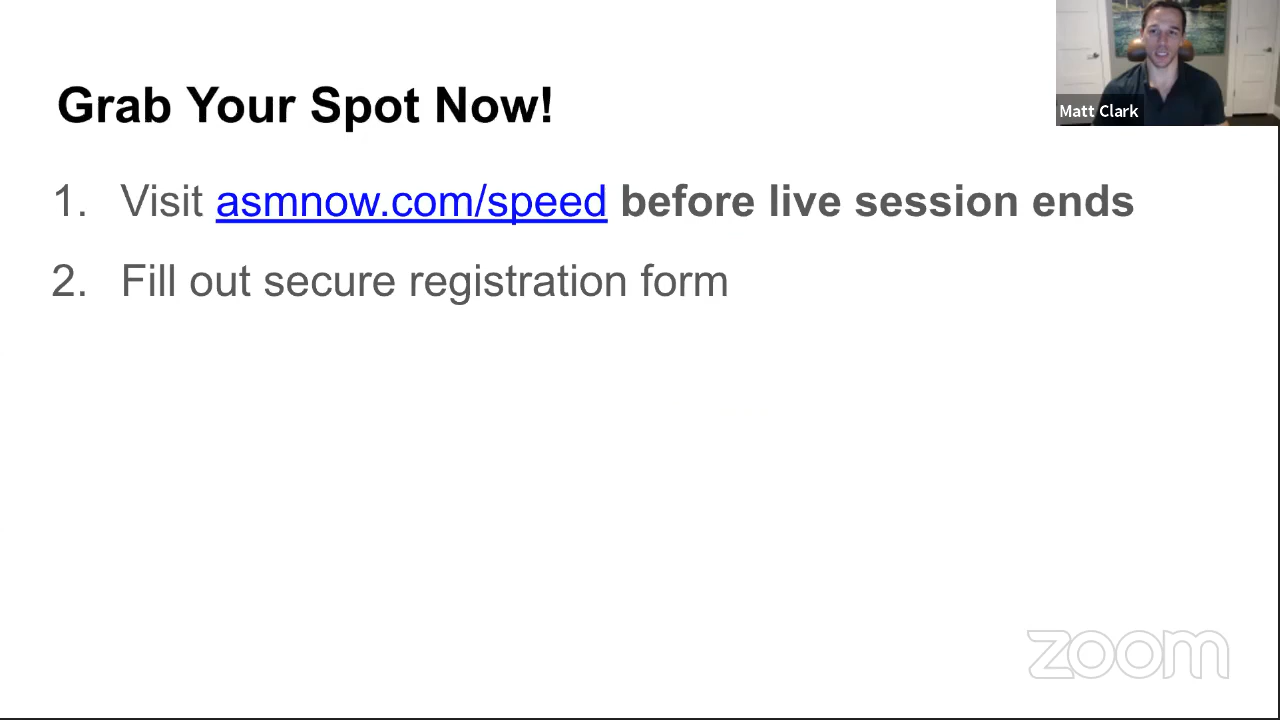 Grab Your Spot Now!
Matt Clark
1. Visit asmnow.com/speed before live session ends
2. Fill out secure registration form
zoom